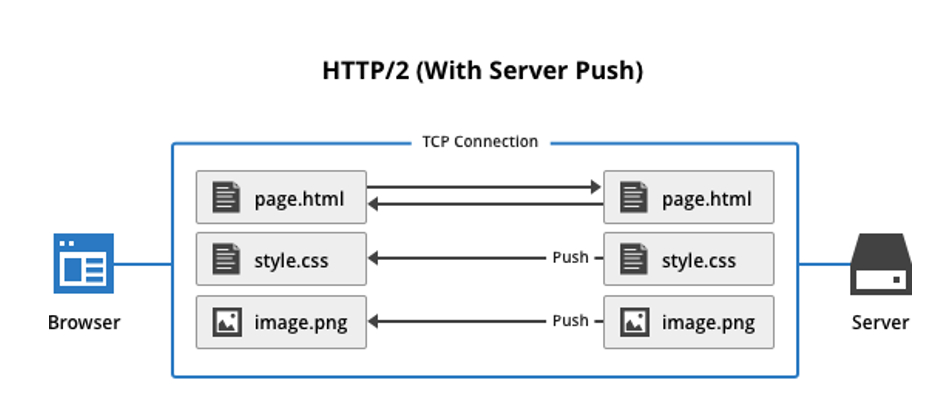 HTTP/2 (With Server Push)
TCP Connection
page.html
page.html
style.css
Push
style.css
image.png
Push
image.png
Browser
Server